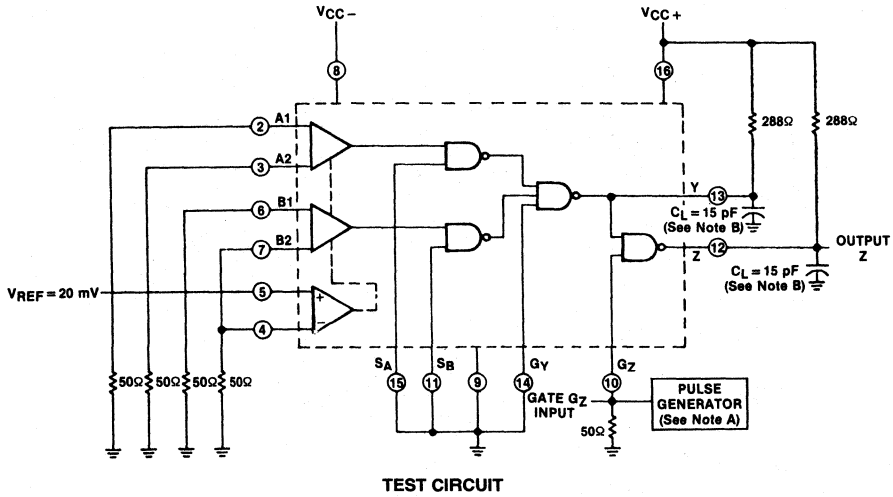 VCC−
VCC+
8
16
2 A1
3 A2
6 B1
7 B2
VREF = 20 mV
5
+
4
−
288Ω
288Ω
Y 13
CL = 15 pF
(See Note B)
Z 12
OUTPUT
Z
CL = 15 pF
(See Note B)
50Ω
50Ω
50Ω
50Ω
SA
15
SB
11
9
GY
14
GZ
10
GATE GZ
INPUT
50Ω
PULSE
GENERATOR
(See Note A)
TEST CIRCUIT